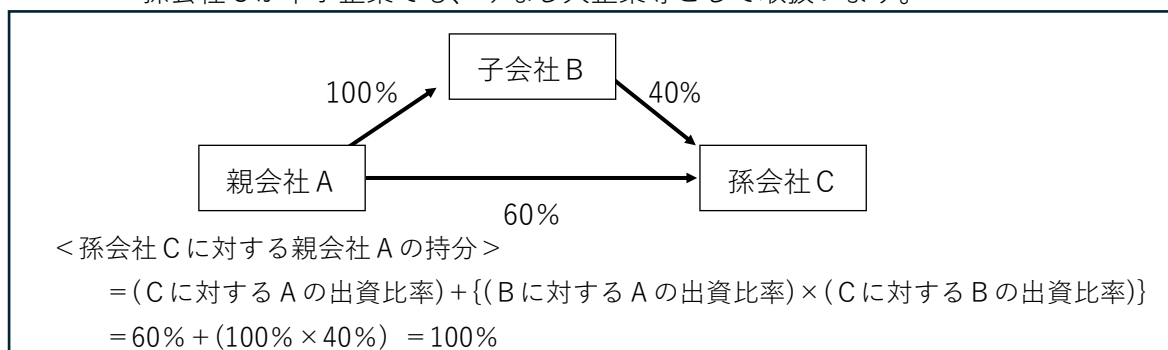 子会社Ｂ
100%
40%
親会社Ａ
孫会社Ｃ
60%
＜孫会社Ｃに対する親会社Ａの持分＞
＝(Ｃに対するＡの出資比率)＋{(Ｂに対するＡの出資比率)×(Ｃに対するＢの出資比率)}
＝60%＋(100%×40%) ＝100%